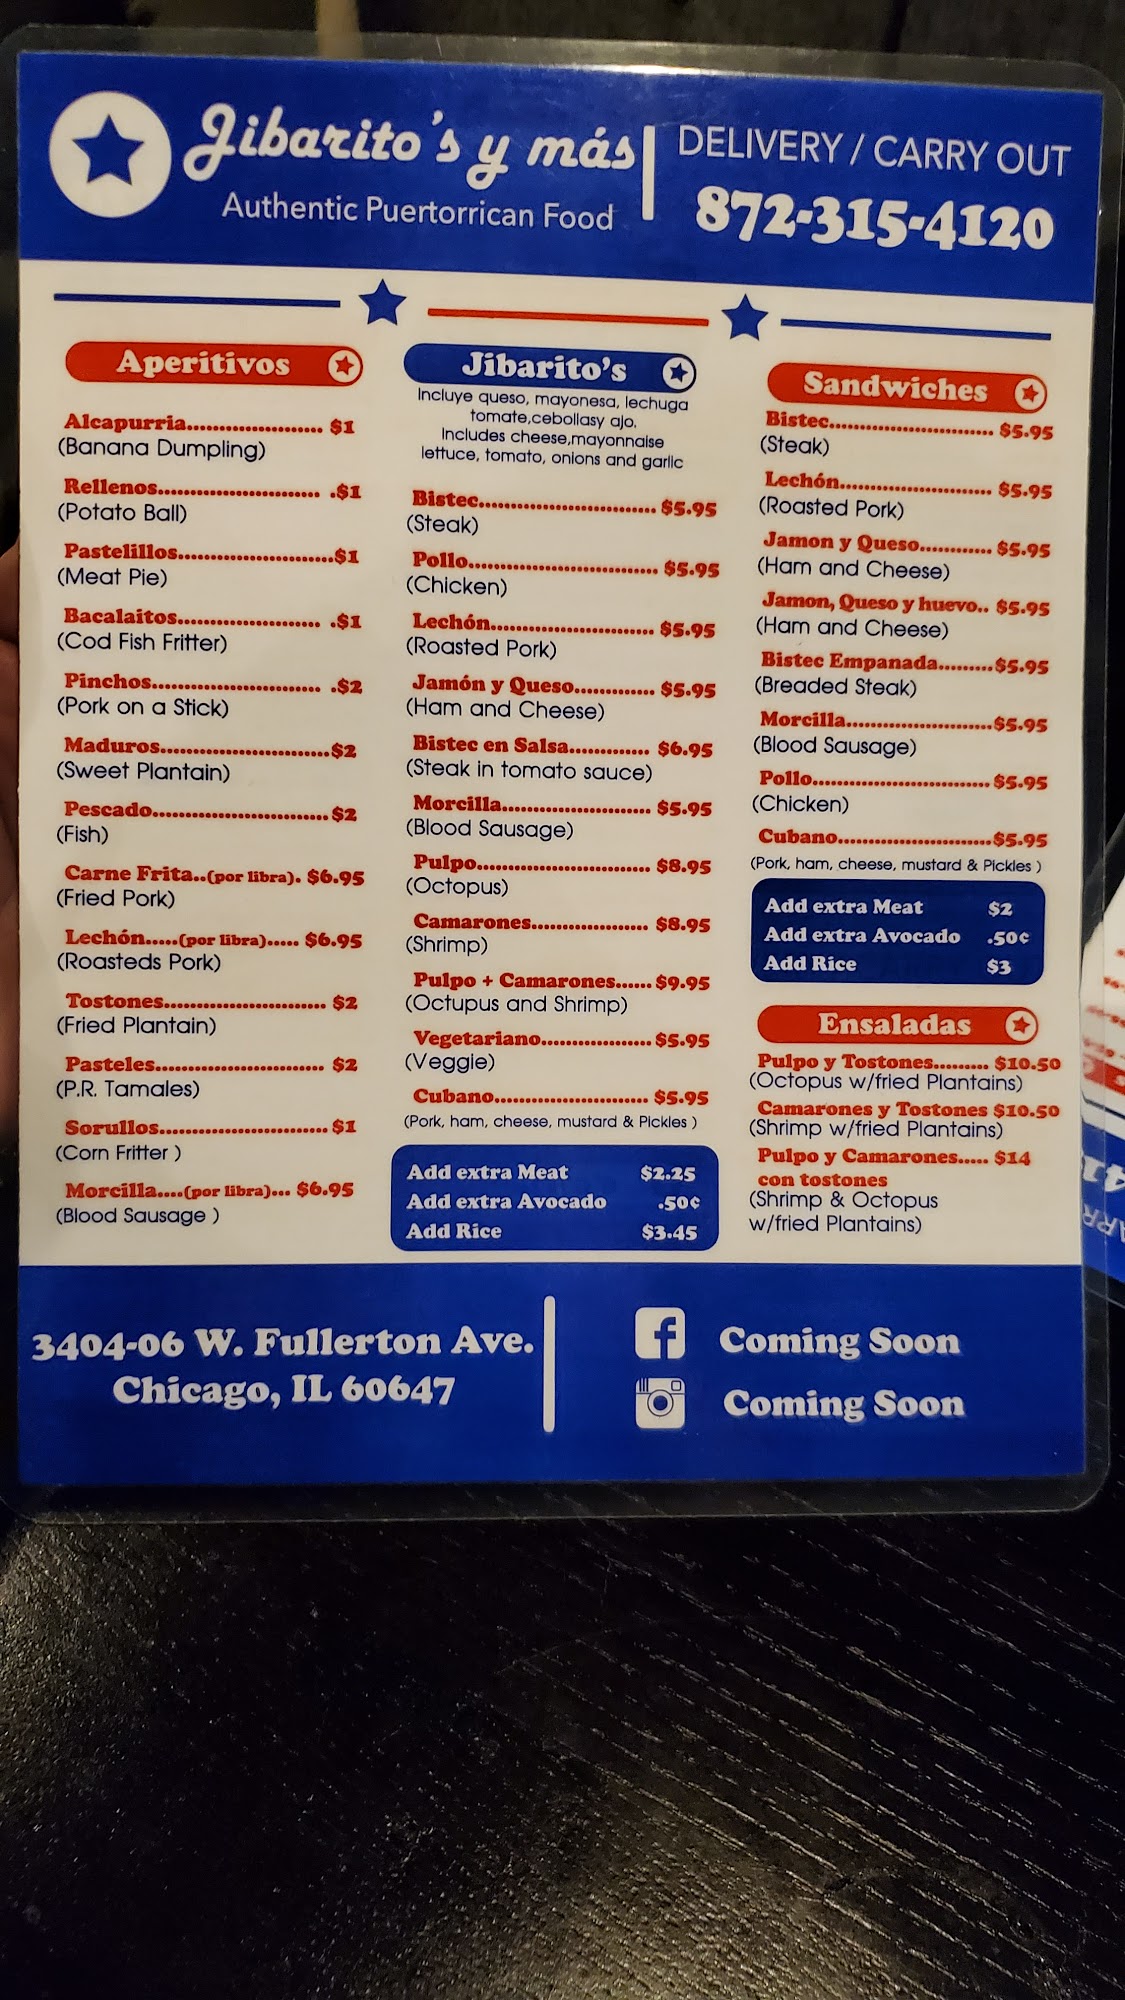 Jibarito's y más
Authentic Puertorrican Food
DELIVERY / CARRY OUT
872-315-4120
Aperitivos
Alcapurria........................ $1
(Banana Dumpling)
Rellenos............................ .$1
(Potato Ball)
Pastelillos...........................$1
(Meat Pie)
Bacalaitos......................... .$1
(Cod Fish Fritter)
Pinchos............................. .$2
(Pork on a Stick)
Maduros.............................$2
(Sweet Plantain)
Pescado..............................$2
(Fish)
Carne Frita..(por libra). $6.95
(Fried Pork)
Lechón.....(por libra)..... $6.95
(Roasteds Pork)
Tostones............................ $2
(Fried Plantain)
Pasteles............................. $2
(P.R. Tamales)
Sorullos............................. $1
(Corn Fritter )
Morcilla....(por libra)... $6.95
(Blood Sausage )
Jibarito's
Incluye queso, mayonesa, lechuga
tomate,cebollasy ajo.
Includes cheese,mayonnaise
lettuce, tomato, onions and garlic
Bistec............................... $5.95
(Steak)
Pollo................................. $5.95
(Chicken)
Lechón............................ $5.95
(Roasted Pork)
Jamón y Queso.............. $5.95
(Ham and Cheese)
Bistec en Salsa.............. $6.95
(Steak in tomato sauce)
Morcilla.......................... $5.95
(Blood Sausage)
Pulpo.............................. $8.95
(Octopus)
Camarones..................... $8.95
(Shrimp)
Pulpo + Camarones...... $9.95
(Octupus and Shrimp)
Vegetariano................... $5.95
(Veggie)
Cubano........................... $5.95
(Pork, ham, cheese, mustard & Pickles )
Add extra Meat $2.25
Add extra Avocado .50¢
Add Rice $3.45
Sandwiches
Bistec............................ $5.95
(Steak)
Lechón.......................... $5.95
(Roasted Pork)
Jamon y Queso............ $5.95
(Ham and Cheese)
Jamon, Queso y huevo.. $5.95
(Ham and Cheese)
Bistec Empanada.........$5.95
(Breaded Steak)
Morcilla.........................$5.95
(Blood Sausage)
Pollo.............................. $5.95
(Chicken)
Cubano..........................$5.95
(Pork, ham, cheese, mustard & Pickles )
Add extra Meat $2
Add extra Avocado .50¢
Add Rice $3
Ensaladas
Pulpo y Tostones......... $10.50
(Octopus w/fried Plantains)
Camarones y Tostones $10.50
(Shrimp w/fried Plantains)
Pulpo y Camarones..... $14
con tostones
(Shrimp & Octopus
w/fried Plantains)
3404-06 W. Fullerton Ave.
Chicago, IL 60647
Coming Soon
Coming Soon